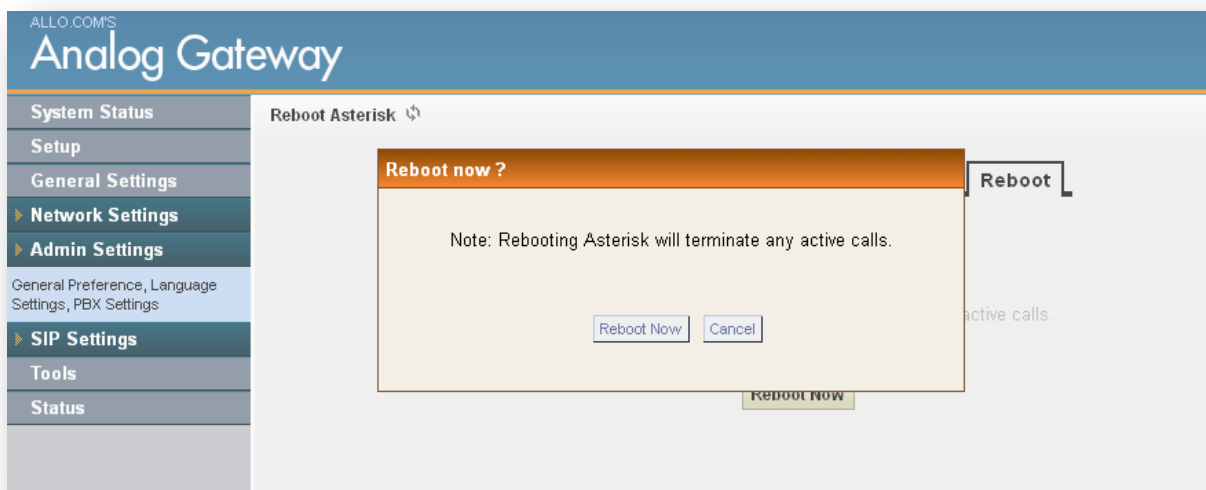 ALLO.COM'S
Analog Gateway
System Status
Setup
General Settings
Network Settings
Admin Settings
General Preference, Language
Settings, PBX Settings
SIP Settings
Tools
Status
Reboot Asterisk
Reboot
Reboot now ?
Note: Rebooting Asterisk will terminate any active calls.
Reboot Now Cancel
active calls.
Reboot Now